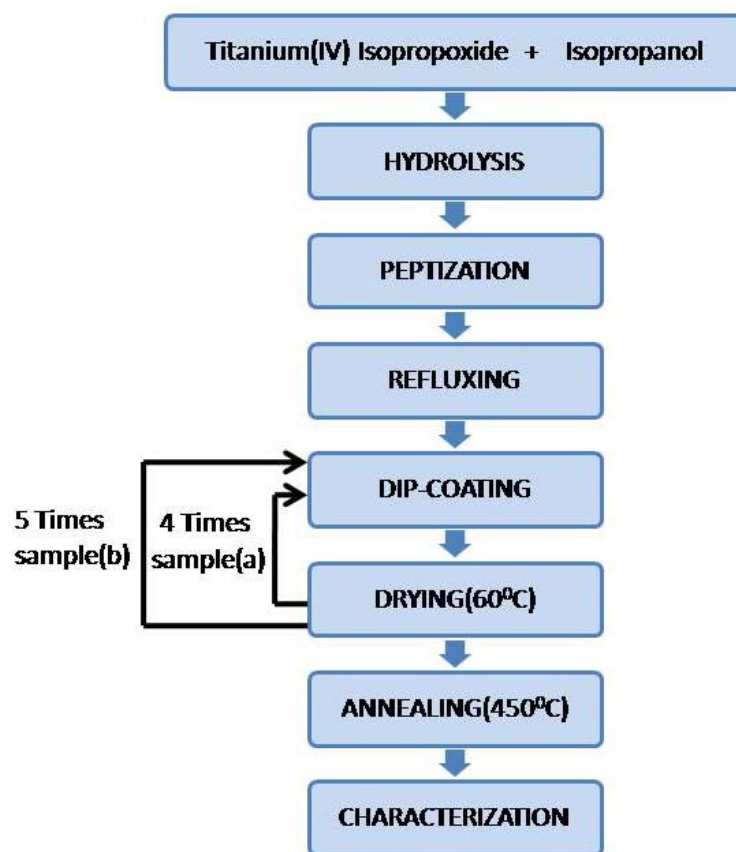 Titanium(IV) Isopropoxide + Isopropanol
HYDROLYSIS
PEPTIZATION
REFLUXING
DIP-COATING
5 Times
sample(b)
4 Times
sample(a)
DRYING(60⁰C)
ANNEALING(450⁰C)
CHARACTERIZATION